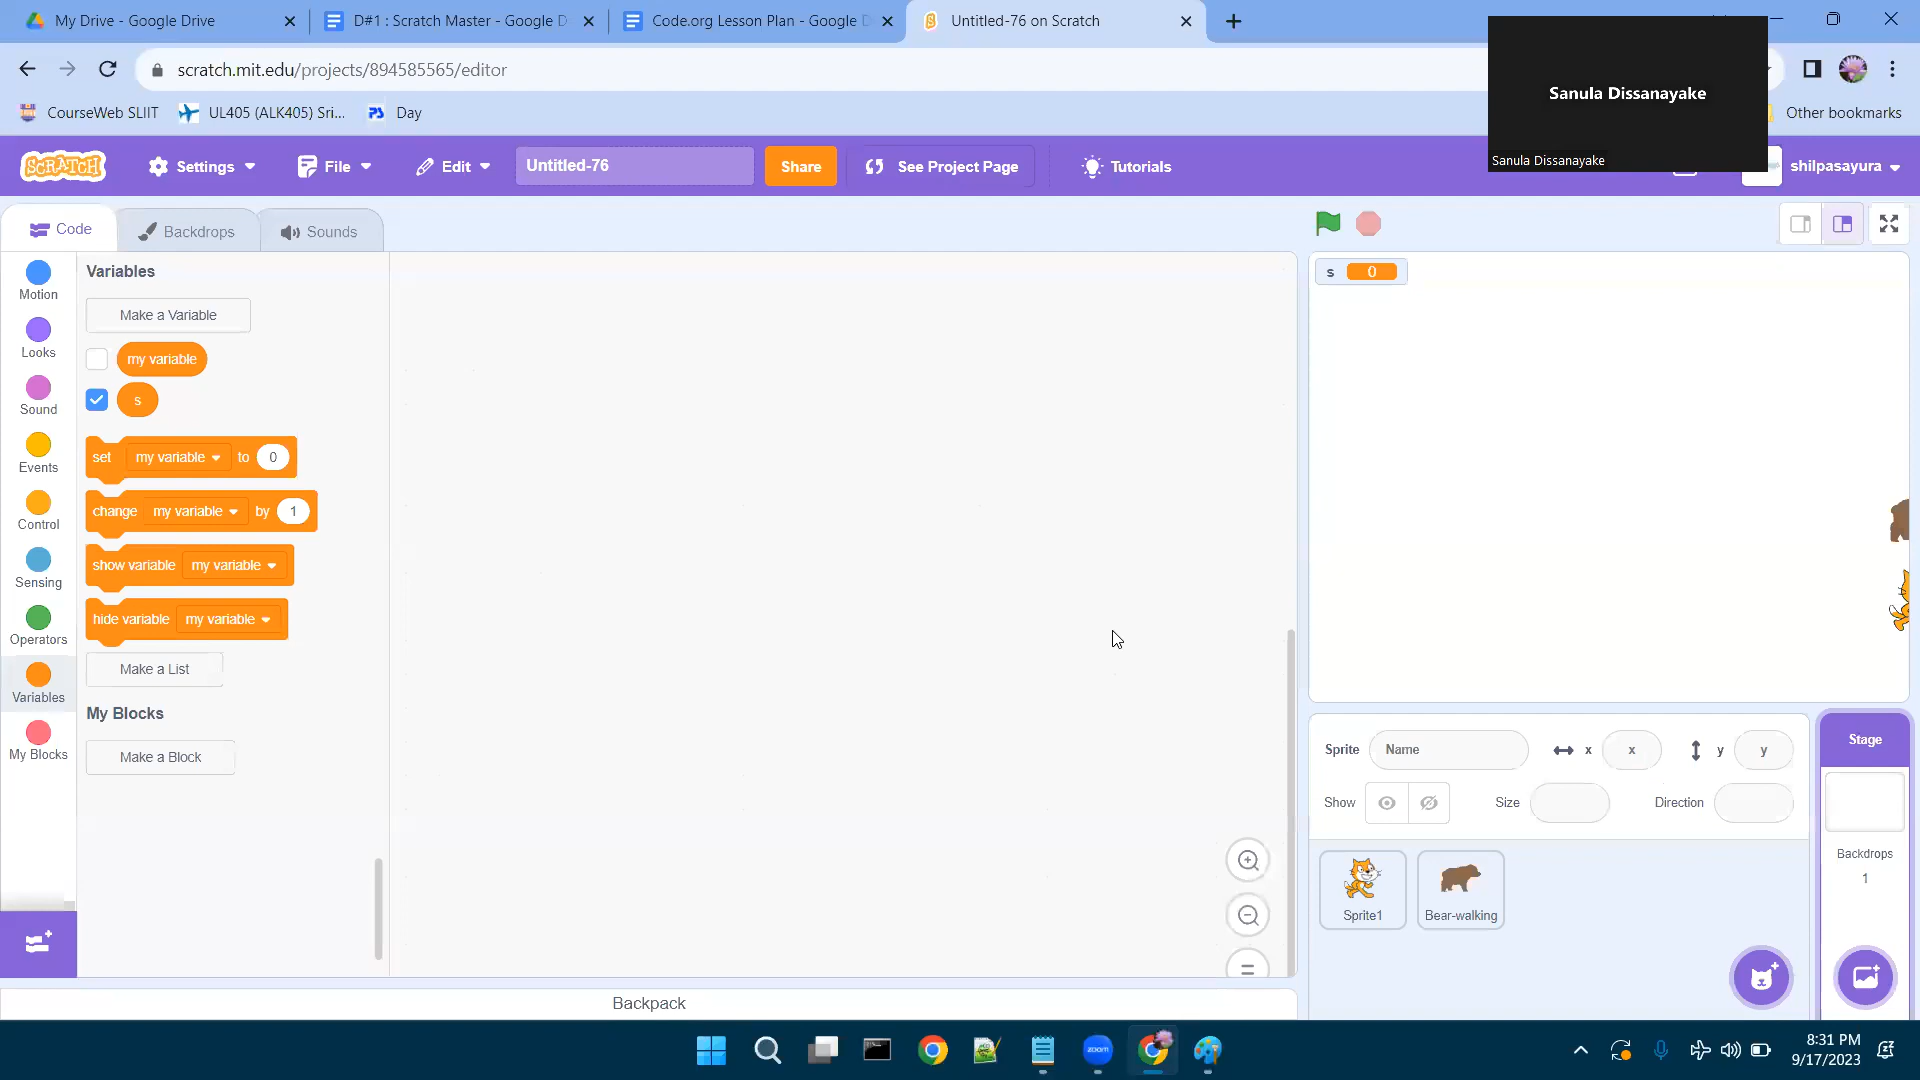 My Drive - Google Drive
D#1 : Scratch Master - Google D
Code.org Lesson Plan - Google D
Untitled-76 on Scratch
scratch.mit.edu/projects/894585565/editor
Sanula Dissanayake
Sanula Dissanayake
CourseWeb SLIIT
UL405 (ALK405) Sri...
Day
Other bookmarks
SCRATCH
Settings
File
Edit
Untitled-76
Share
See Project Page
Tutorials
shilpasayura
Code
Backdrops
Sounds
Motion
Looks
Sound
Events
Control
Sensing
Operators
Variables
My Blocks
Variables
Make a Variable
my variable
s
set my variable to 0
change my variable by 1
show variable my variable
hide variable my variable
Make a List
My Blocks
Make a Block
s 0
Sprite Name x x y y
Show Size Direction
Sprite1
Bear-walking
Stage
Backdrops
1
Backpack
zoom
8:31 PM
9/17/2023